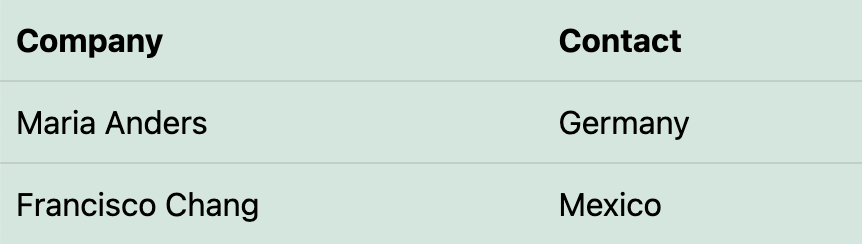 Company Contact
Maria Anders Germany
Francisco Chang Mexico